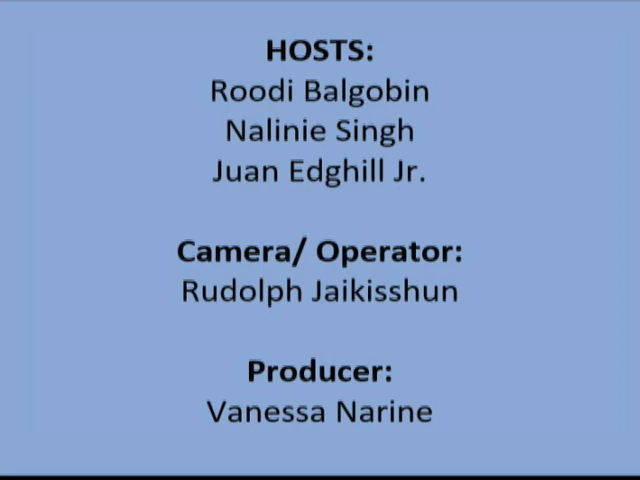 HOSTS:
Roodi Balgobin
Nalinie Singh
Juan Edghill Jr.
Camera/ Operator:
Rudolph Jaikisshun
Producer:
Vanessa Narine